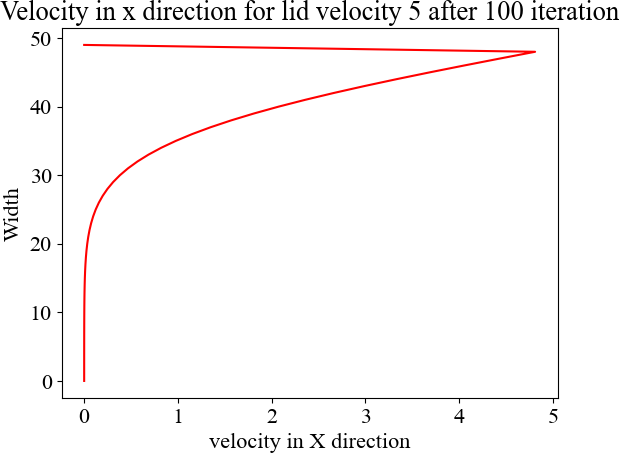 Velocity in x direction for lid velocity 5 after 100 iteration
50
40
30
20
10
0
Width
0 1 2 3 4 5
velocity in X direction